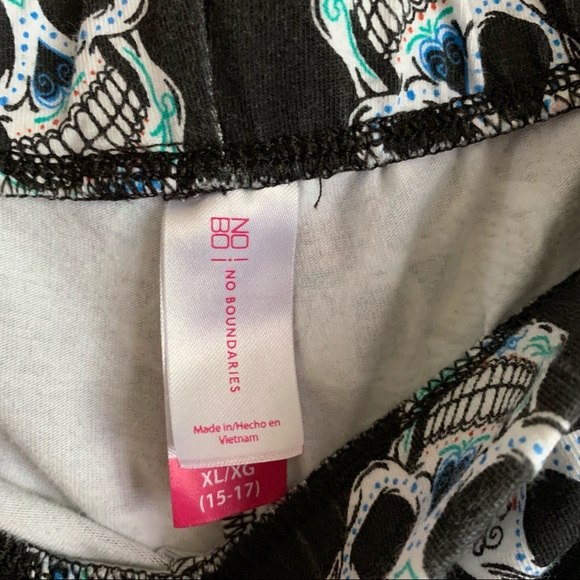 NO
BO
NO BOUNDARIES
Made in/Hecho en
Vietnam
XL/XG
(15-17)